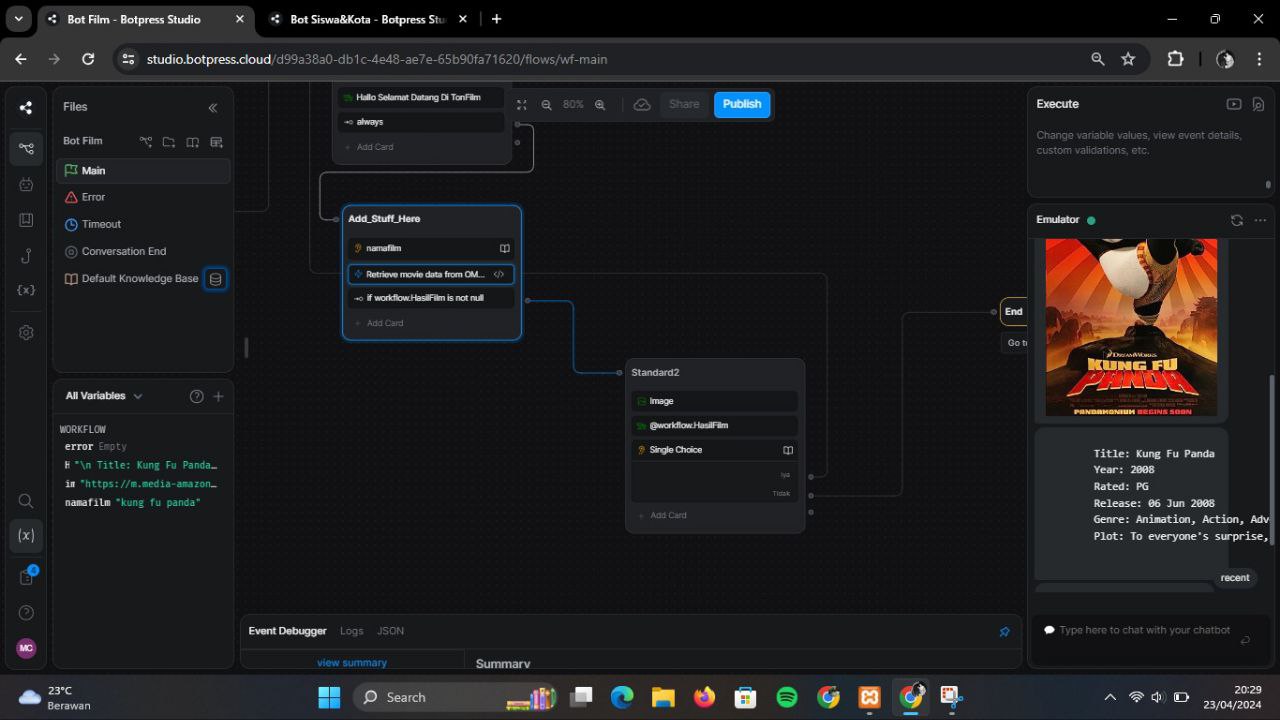 Bot Film - Botpress Studio
Bot Siswa&Kota - Botpress Stu
studio.botpress.cloud/d99a38a0-db1c-4e48-ae7e-65b90fa71620/flows/wf-main
Files
Bot Film
Main
Error
Timeout
Conversation End
Default Knowledge Base
All Variables
WORKFLOW
error Empty
H "\n Title: Kung Fu Panda…
im "https://m.media-amazon…
namafilm "kung fu panda"
MC
4
Hallo Selamat Datang Di TonFilm
always
Add Card
80%
Share
Publish
Add_Stuff_Here
namafilm
Retrieve movie data from OM...
if workflow.HasilFilm is not null
Add Card
Standard2
Image
@workflow.HasilFilm
Single Choice
Iya
Tidak
Add Card
End
Go to
Event Debugger
Logs
JSON
view summary
Summary
Execute
Change variable values, view event details,
custom validations, etc.
Emulator
DREAMWORKS
KUNG FU
PANDA
PANDAMONIUM BEGINS SOON
Title: Kung Fu Panda
Year: 2008
Rated: PG
Release: 06 Jun 2008
Genre: Animation, Action, Adv
Plot: To everyone's surprise,
recent
Type here to chat with your chatbot
23°C
Berawan
Search
20:29
23/04/2024